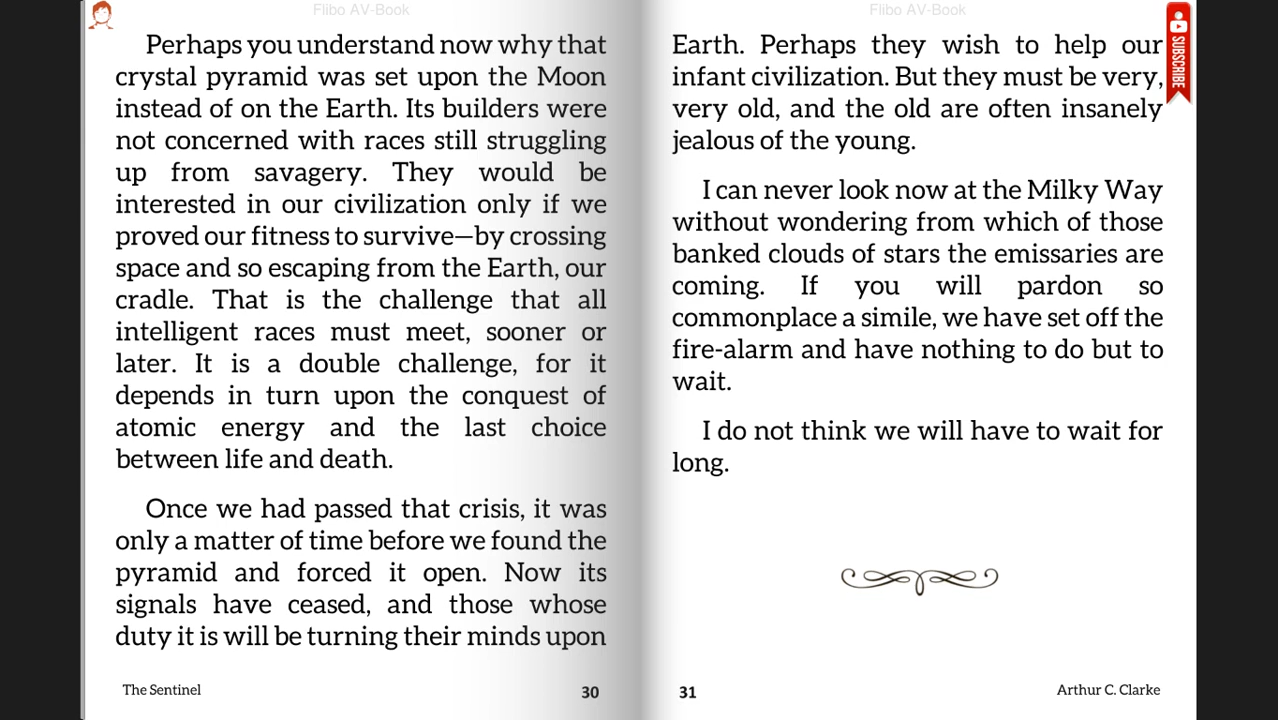 Flibo AV-Book
Perhaps you understand now why that
crystal pyramid was set upon the Moon
instead of on the Earth. Its builders were
not concerned with races still struggling
up from savagery. They would be
interested in our civilization only if we
proved our fitness to survive—by crossing
space and so escaping from the Earth, our
cradle. That is the challenge that all
intelligent races must meet, sooner or
later. It is a double challenge, for it
depends in turn upon the conquest of
atomic energy and the last choice
between life and death.
Once we had passed that crisis, it was
only a matter of time before we found the
pyramid and forced it open. Now its
signals have ceased, and those whose
duty it is will be turning their minds upon
The Sentinel
30
Flibo AV-Book
SUBSCRIBE
Earth. Perhaps they wish to help our
infant civilization. But they must be very,
very old, and the old are often insanely
jealous of the young.
I can never look now at the Milky Way
without wondering from which of those
banked clouds of stars the emissaries are
coming. If you will pardon so
commonplace a simile, we have set off the
fire-alarm and have nothing to do but to
wait.
I do not think we will have to wait for
long.
31
Arthur C. Clarke